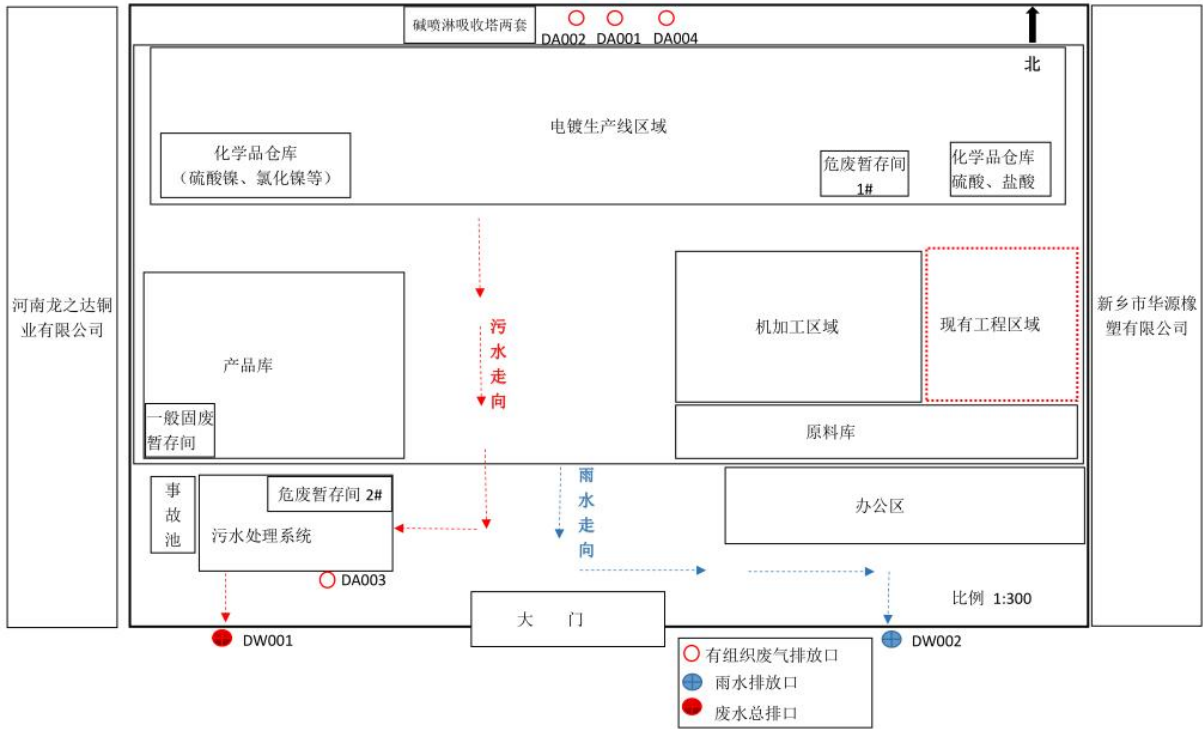 碱喷淋吸收塔两套
DA002
DA001
DA004
北
电镀生产线区域
化学品仓库
（硫酸镍、氯化镍等）
危废暂存间
1#
化学品仓库
硫酸、盐酸
河南龙之达铜
业有限公司
新乡市华源橡
塑有限公司
产品库
一般固废
暂存间
污水走向
机加工区域
现有工程区域
原料库
事故池
危废暂存间 2#
污水处理系统
雨水走向
办公区
DA003
比例 1:300
大 门
DW001
DW002
有组织废气排放口
雨水排放口
废水总排口